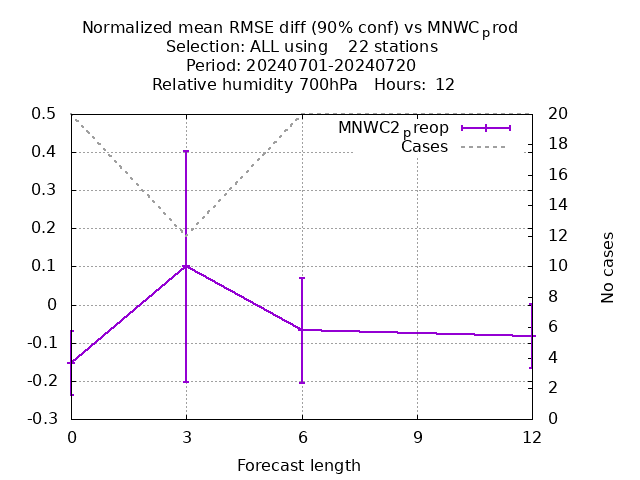 Normalized mean RMSE diff (90% conf) vs MNWCprod
Selection: ALL using    22 stations
Period: 20240701-20240720
Relative humidity 700hPa   Hours:  12
0.5 20
MNWC2preop
18
0.4
Cases
16
0.3
14
0.2
12
0.1 10
No cases
0 8
6
-0.1
4
-0.2
2
-0.3 0
0 3 6 9 12
Forecast length